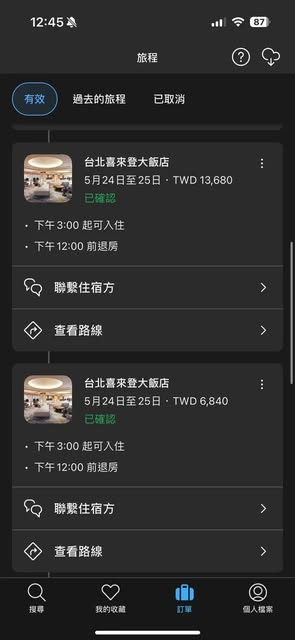 12:45
87
旅程
有效
過去的旅程
已取消
台北喜來登大飯店
5月24日至25日・TWD 13,680
已確認
• 下午3:00 起可入住
• 下午12:00 前退房
聯繫住宿方
查看路線
台北喜來登大飯店
5月24日至25日・TWD 6,840
已確認
• 下午3:00 起可入住
• 下午12:00 前退房
聯繫住宿方
查看路線
搜尋
我的收藏
訂單
個人檔案